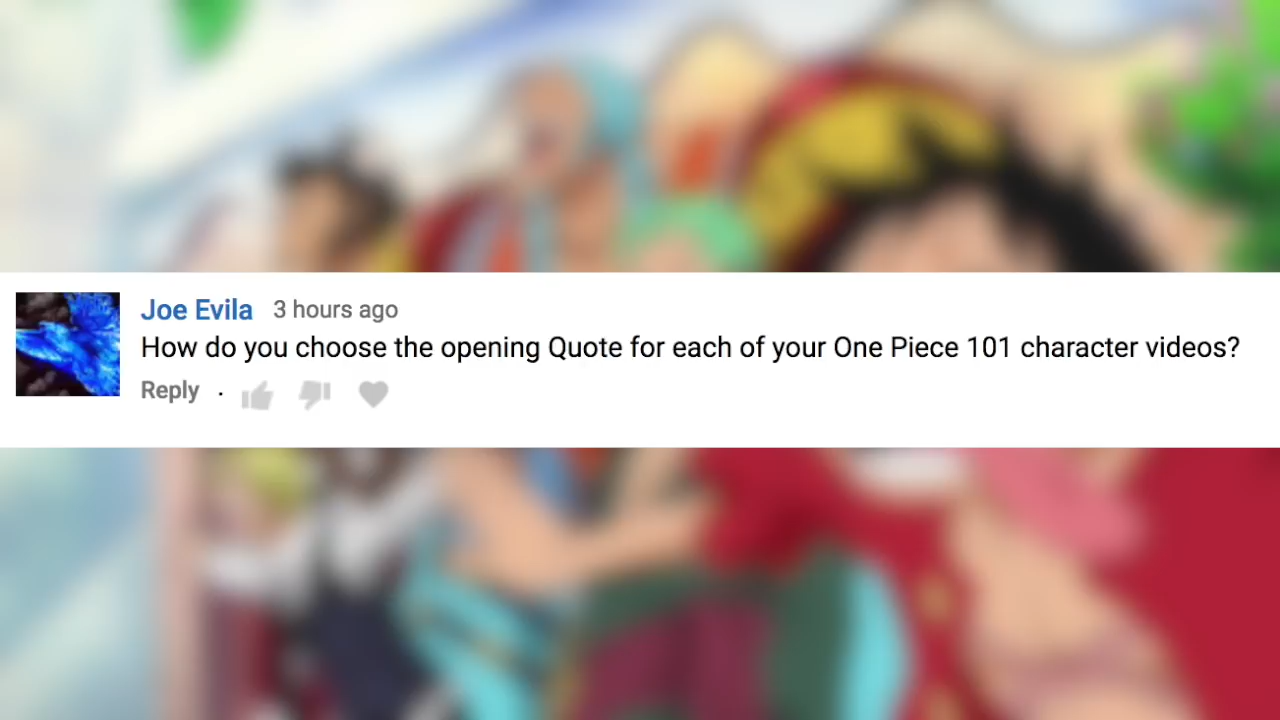 Joe Evila 3 hours ago
How do you choose the opening Quote for each of your One Piece 101 character videos?
Reply ·